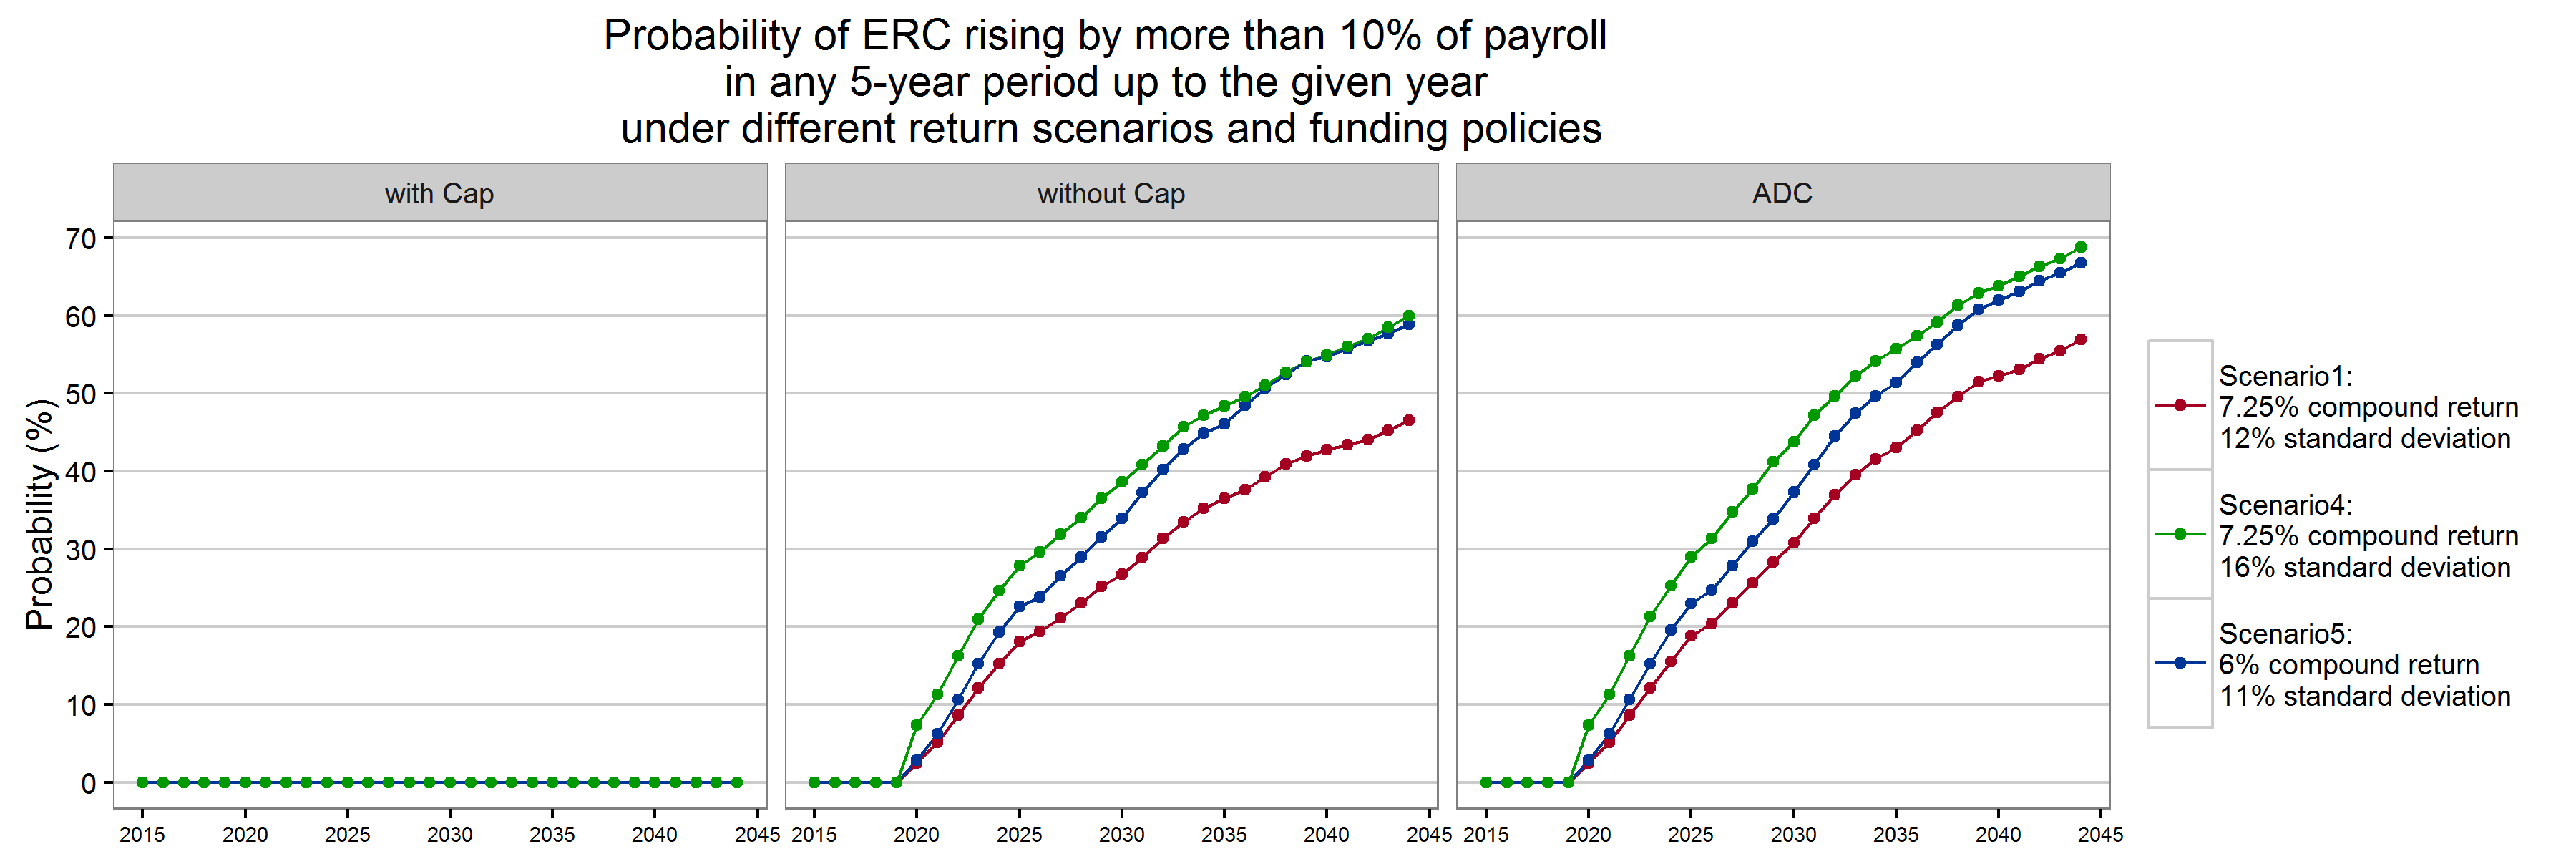 Probability of ERC rising by more than 10% of payroll
in any 5-year period up to the given year
under different return scenarios and funding policies
with Cap
without Cap
ADC
Probability (%)
70
60
50
40
30
20
10
0
2015 2020 2025 2030 2035 2040 2045
2015 2020 2025 2030 2035 2040 2045
2015 2020 2025 2030 2035 2040 2045
Scenario1:
7.25% compound return
12% standard deviation
Scenario4:
7.25% compound return
16% standard deviation
Scenario5:
6% compound return
11% standard deviation